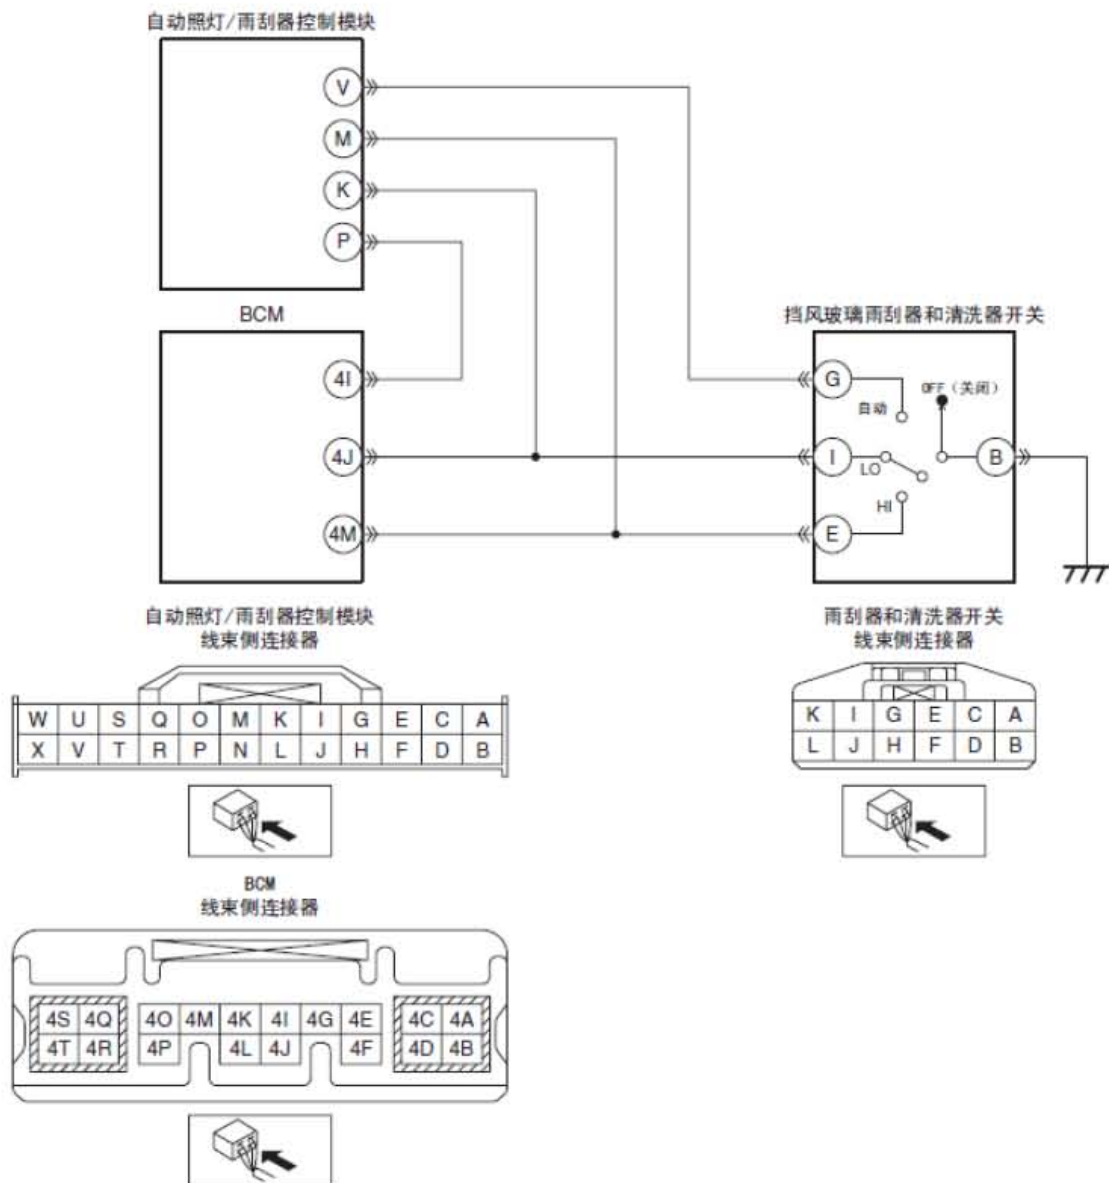 自动照灯/雨刮器控制模块
V
M
K
P
BCM
挡风玻璃雨刮器和清洗器开关
4I
4J
4M
G
自动
OFF（关闭）
I
LO
B
HI
E
自动照灯/雨刮器控制模块
线束侧连接器
W U S Q O M K I G E C A
X V T R P N L J H F D B
雨刮器和清洗器开关
线束侧连接器
K I G E C A
L J H F D B
BCM
线束侧连接器
4S 4Q 4O 4M 4K 4I 4G 4E 4C 4A
4T 4R 4P 4L 4J 4F 4D 4B